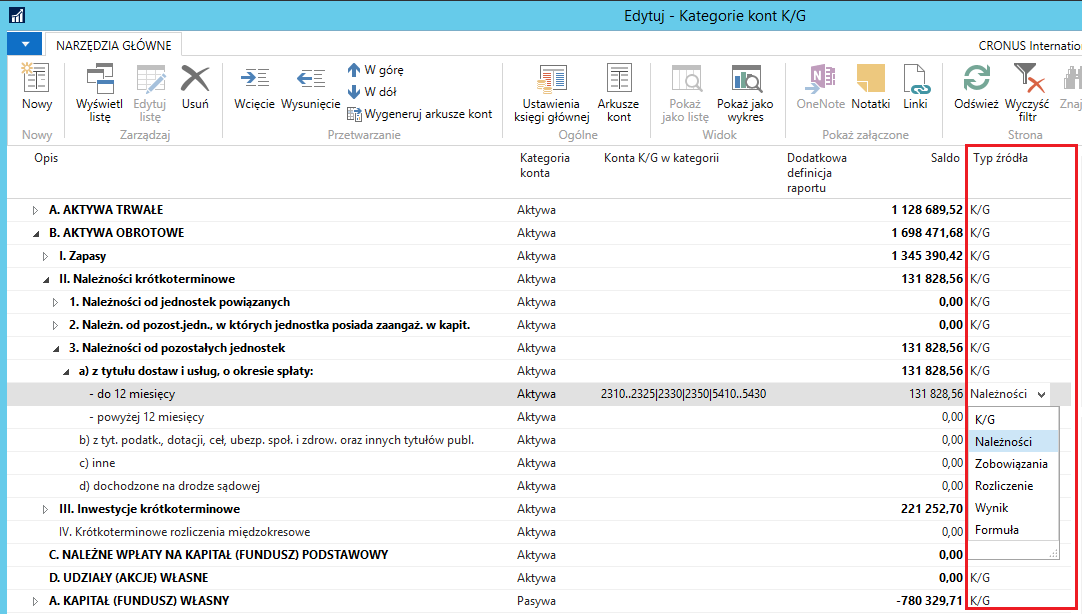 Edytuj - Kategorie kont K/G
NARZĘDZIA GŁÓWNE
CRONUS Internatio
Nowy
Wyświetl listę
Edytuj listę
Usuń
Wcięcie
Wysunięcie
W górę
W dół
Wygeneruj arkusze kont
Ustawienia księgi głównej
Arkusze kont
Pokaż jako listę
Pokaż jako wykres
OneNote
Notatki
Linki
Odśwież
Wyczyść filtr
Znaj
Nowy
Zarządzaj
Przetwarzanie
Ogólne
Widok
Pokaż załączone
Strona
Opis
Kategoria konta
Konta K/G w kategorii
Dodatkowa definicja raportu
Saldo
Typ źródła
A. AKTYWA TRWAŁE Aktywa 1 128 689,52 K/G
B. AKTYWA OBROTOWE Aktywa 1 698 471,68 K/G
I. Zapasy Aktywa 1 345 390,42 K/G
II. Należności krótkoterminowe Aktywa 131 828,56 K/G
1. Należności od jednostek powiązanych Aktywa 0,00 K/G
2. Należn. od pozost.jedn., w których jednostka posiada zaangaż. w kapit. Aktywa 0,00 K/G
3. Należności od pozostałych jednostek Aktywa 131 828,56 K/G
a) z tytułu dostaw i usług, o okresie spłaty: Aktywa 131 828,56 K/G
- do 12 miesięcy Aktywa 2310..2325|2330|2350|5410..5430 131 828,56 Należności
- powyżej 12 miesięcy Aktywa 0,00 K/G
b) z tyt. podatk., dotacji, ceł, ubezp. społ. i zdrow. oraz innych tytułów publ. Aktywa 0,00 Należności
c) inne Aktywa 0,00 Zobowiązania
d) dochodzone na drodze sądowej Aktywa 0,00 Rozliczenie
III. Inwestycje krótkoterminowe Aktywa 221 252,70 Wynik
IV. Krótkoterminowe rozliczenia międzokresowe Aktywa 0,00 Formuła
C. NALEŻNE WPŁATY NA KAPITAŁ (FUNDUSZ) PODSTAWOWY Aktywa 0,00
D. UDZIAŁY (AKCJE) WŁASNE Aktywa 0,00 K/G
A. KAPITAŁ (FUNDUSZ) WŁASNY Pasywa -780 329,71 K/G